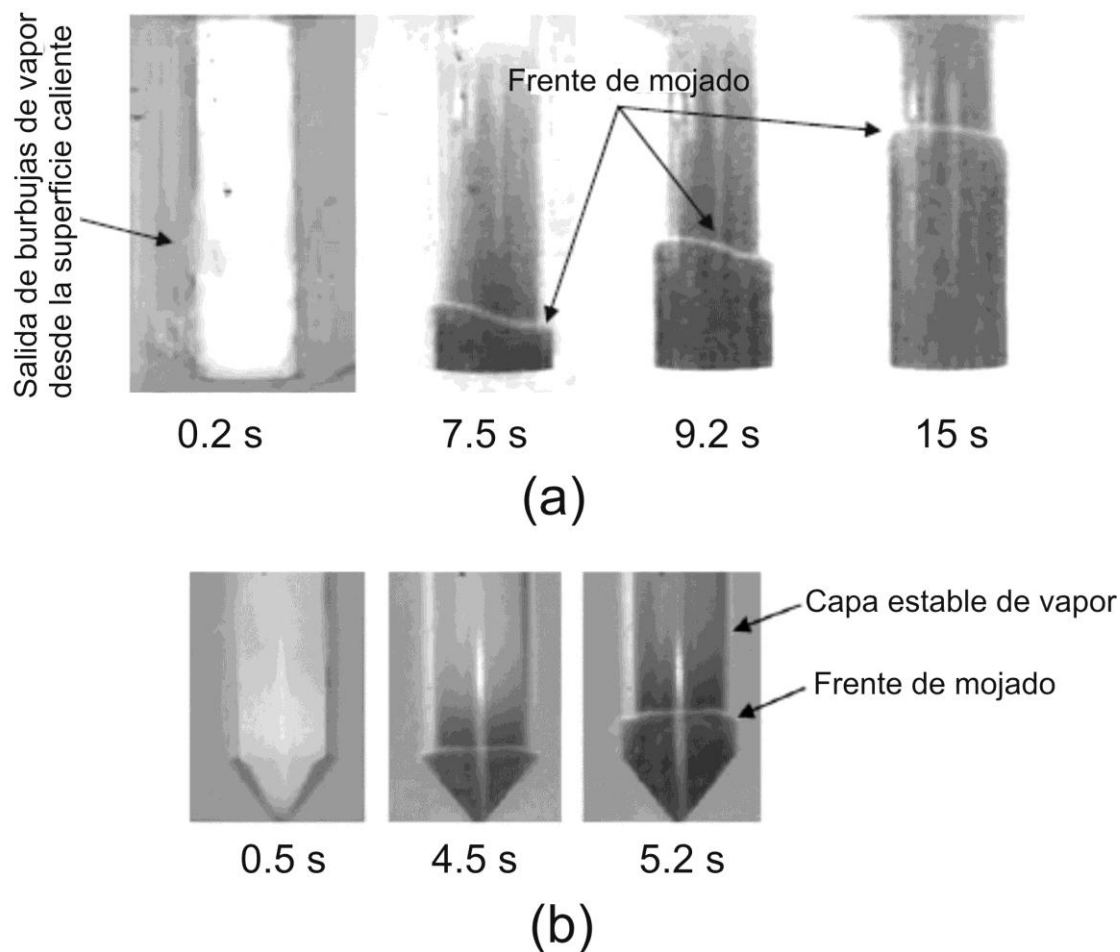 Salida de burbujas de vapor
desde la superficie caliente
Frente de mojado
0.2 s
7.5 s
9.2 s
15 s
(a)
Capa estable de vapor
Frente de mojado
0.5 s
4.5 s
5.2 s
(b)